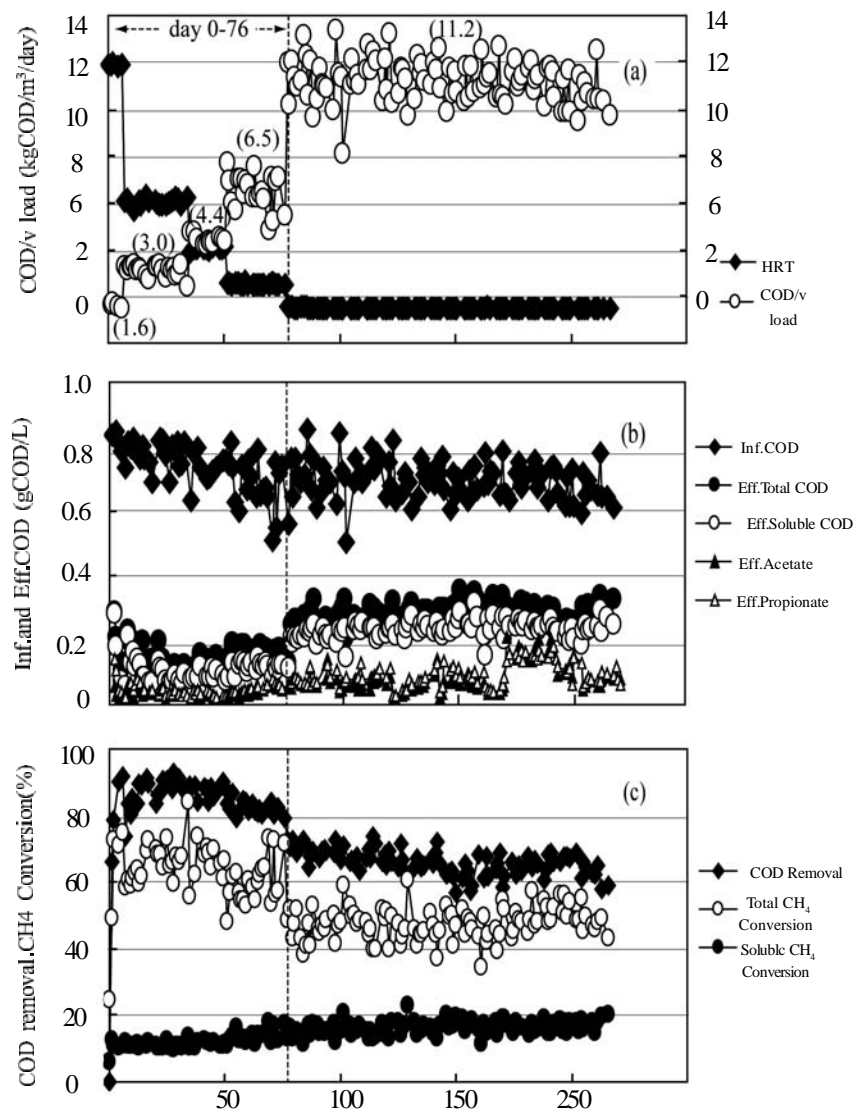 14
12
10
8
6
4
2
0
COD/v load (kgCOD/m³/day)
day 0-76
(11.2)
(a)
(6.5)
(4.4)
(3.0)
(1.6)
14
12
10
8
6
4
2
0
HRT
COD/v
load
1.0
0.8
0.6
0.4
0.2
0
Inf.and Eff.COD (gCOD/L)
(b)
Inf.COD
Eff.Total COD
Eff.Soluble COD
Eff.Acetate
Eff.Propionate
100
80
60
40
20
0
COD removal.CH4 Conversion(%)
(c)
COD Removal
Total CH₄
Conversion
Solublc CH₄
Conversion
50
100
150
250